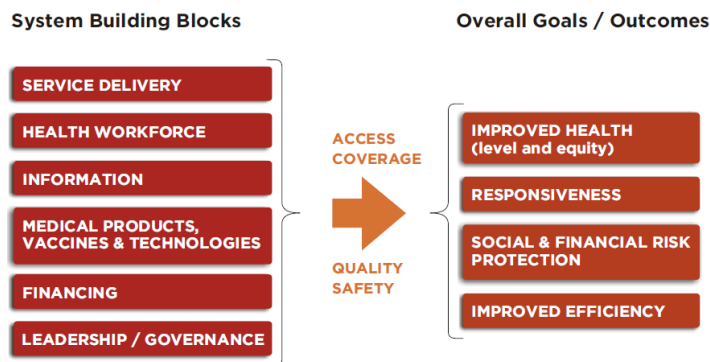 System Building Blocks
Overall Goals / Outcomes
SERVICE DELIVERY
HEALTH WORKFORCE
INFORMATION
MEDICAL PRODUCTS,
VACCINES & TECHNOLOGIES
FINANCING
LEADERSHIP / GOVERNANCE
ACCESS
COVERAGE
QUALITY
SAFETY
IMPROVED HEALTH
(level and equity)
RESPONSIVENESS
SOCIAL & FINANCIAL RISK
PROTECTION
IMPROVED EFFICIENCY